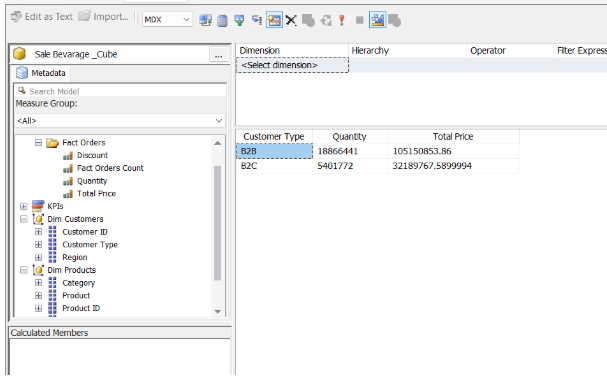 Edit as Text Import... MDX
Sale Bevarage _Cube ...
Metadata
Search Model
Measure Group:
<All>
Fact Orders
Discount
Fact Orders Count
Quantity
Total Price
KPIs
Dim Customers
Customer ID
Customer Type
Region
Dim Products
Category
Product
Product ID
Calculated Members
Dimension Hierarchy Operator Filter Express
<Select dimension>
Customer Type Quantity Total Price
B2B 18866441 105150853.86
B2C 5401772 32189767.5899994